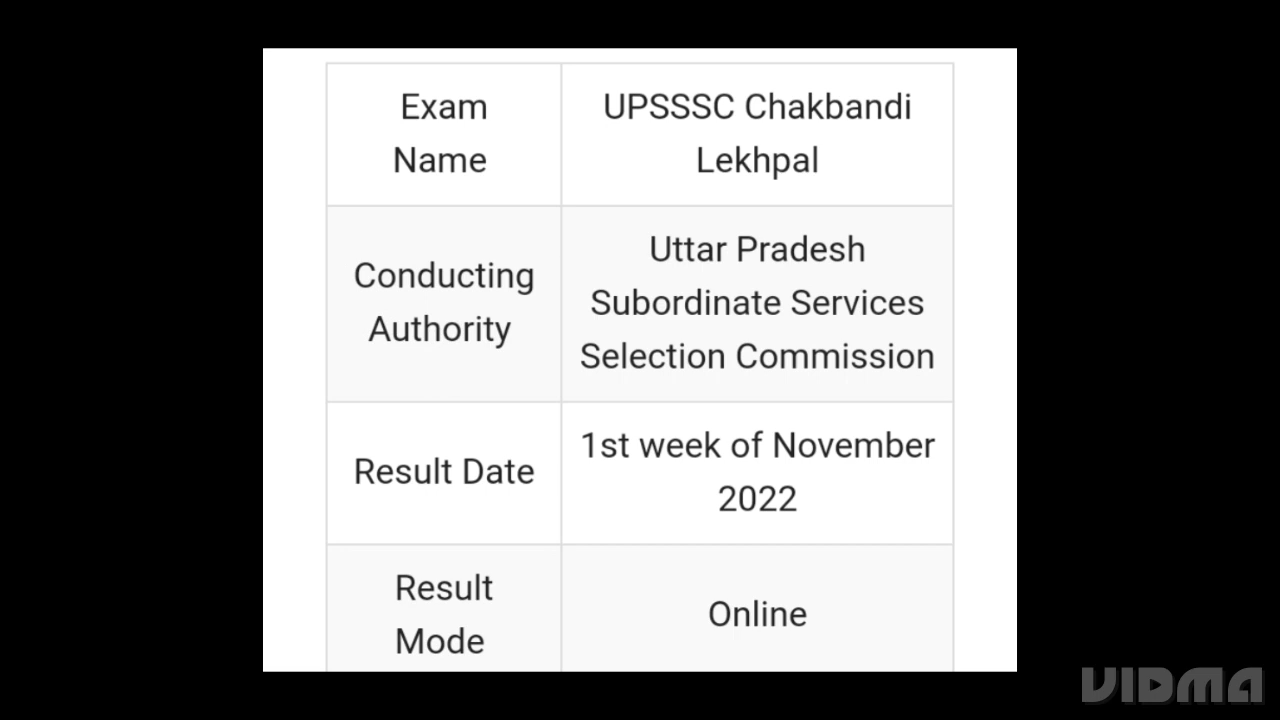 Exam
Name
UPSSSC Chakbandi
Lekhpal
Conducting
Authority
Uttar Pradesh
Subordinate Services
Selection Commission
Result Date
1st week of November
2022
Result
Mode
Online
VIDMA